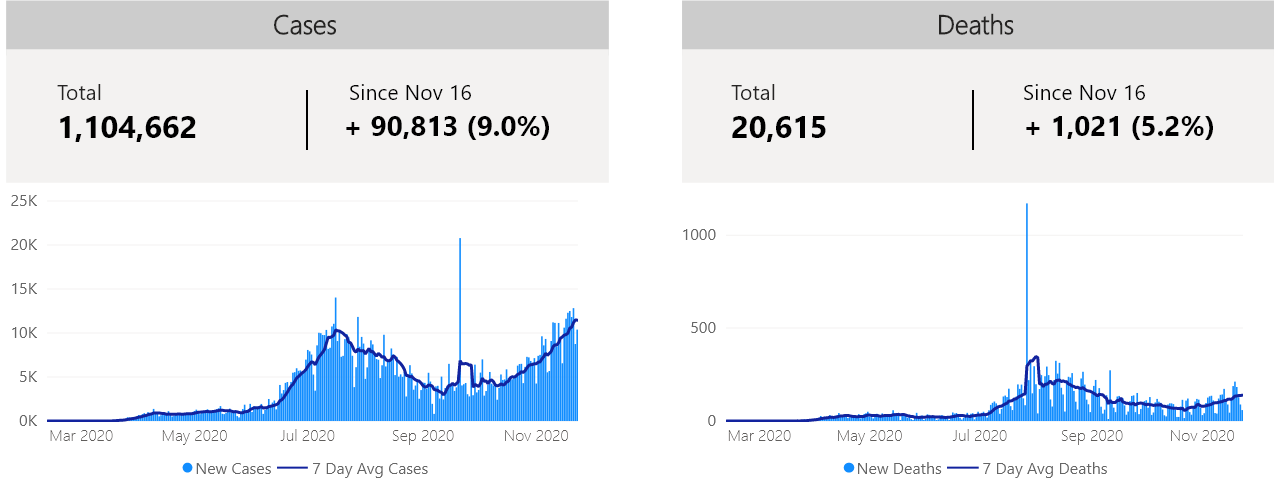 Cases
Total
1,104,662
Since Nov 16
+ 90,813 (9.0%)
25K
20K
15K
10K
5K
0K
Mar 2020 May 2020 Jul 2020 Sep 2020 Nov 2020
New Cases 7 Day Avg Cases
Deaths
Total
20,615
Since Nov 16
+ 1,021 (5.2%)
1000
500
0
Mar 2020 May 2020 Jul 2020 Sep 2020 Nov 2020
New Deaths 7 Day Avg Deaths